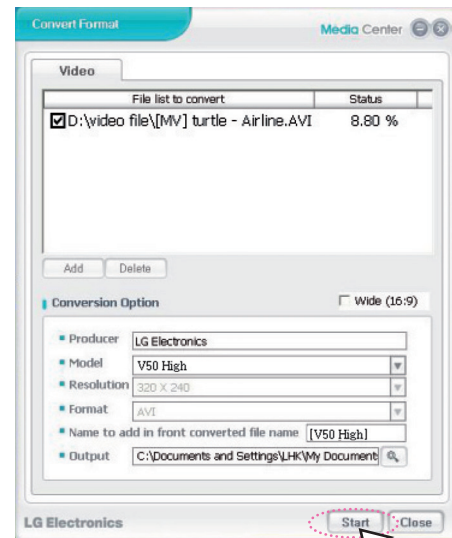 Convert Format
Media Center
Video
File list to convert Status
D:\video file\[MV] turtle - Airline.AVI 8.80 %
Add Delete
Conversion Option Wide (16:9)
Producer LG Electronics
Model V50 High
Resolution 320 X 240
Format AVI
Name to add in front converted file name [V50 High]
Output C:\Documents and Settings\LHK\My Document
LG Electronics Start Close